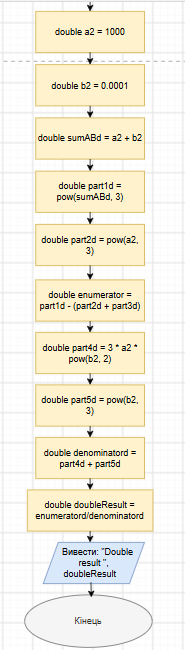 double a2 = 1000
double b2 = 0.0001
double sumABd = a2 + b2
double part1d =
pow(sumABd, 3)
double part2d = pow(a2,
3)
double enumerator =
part1d - (part2d + part3d)
double part4d = 3 * a2 *
pow(b2, 2)
double part5d = pow(b2,
3)
double denominatord =
part4d + part5d
double doubleResult =
enumeratord/denominatord
Вивести: "Double
result ",
doubleResult
Кінець